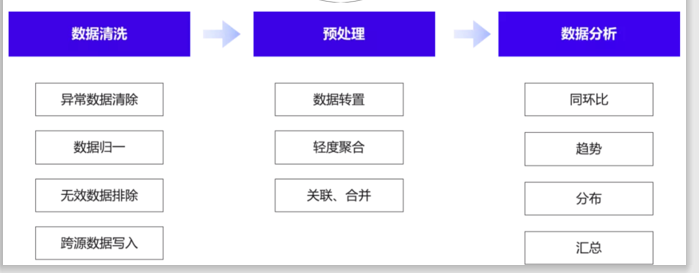 数据清洗
预处理
数据分析
异常数据清除
数据归一
无效数据排除
跨源数据写入
数据转置
轻度聚合
关联、合并
同环比
趋势
分布
汇总